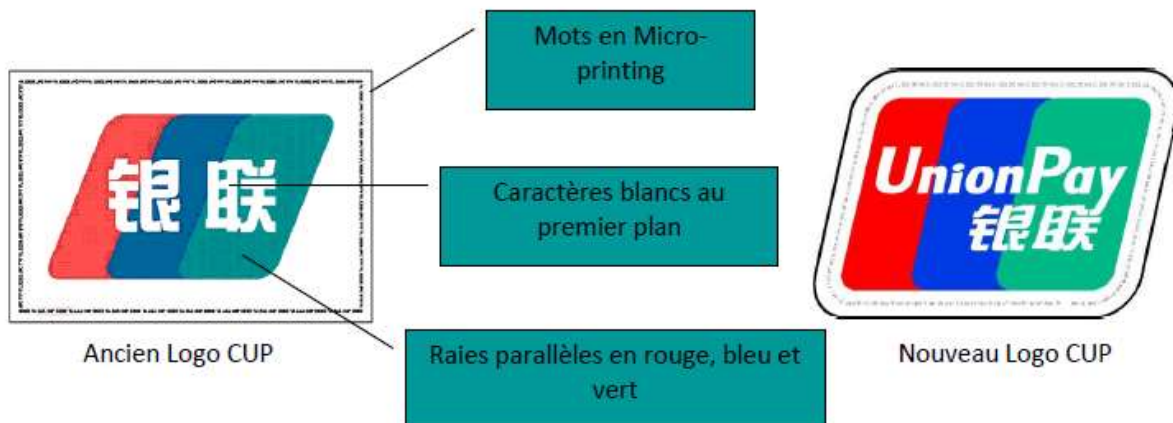 Mots en Micro-
printing
银联
Caractères blancs au
premier plan
UnionPay
银联
Ancien Logo CUP
Raies parallèles en rouge, bleu et
vert
Nouveau Logo CUP